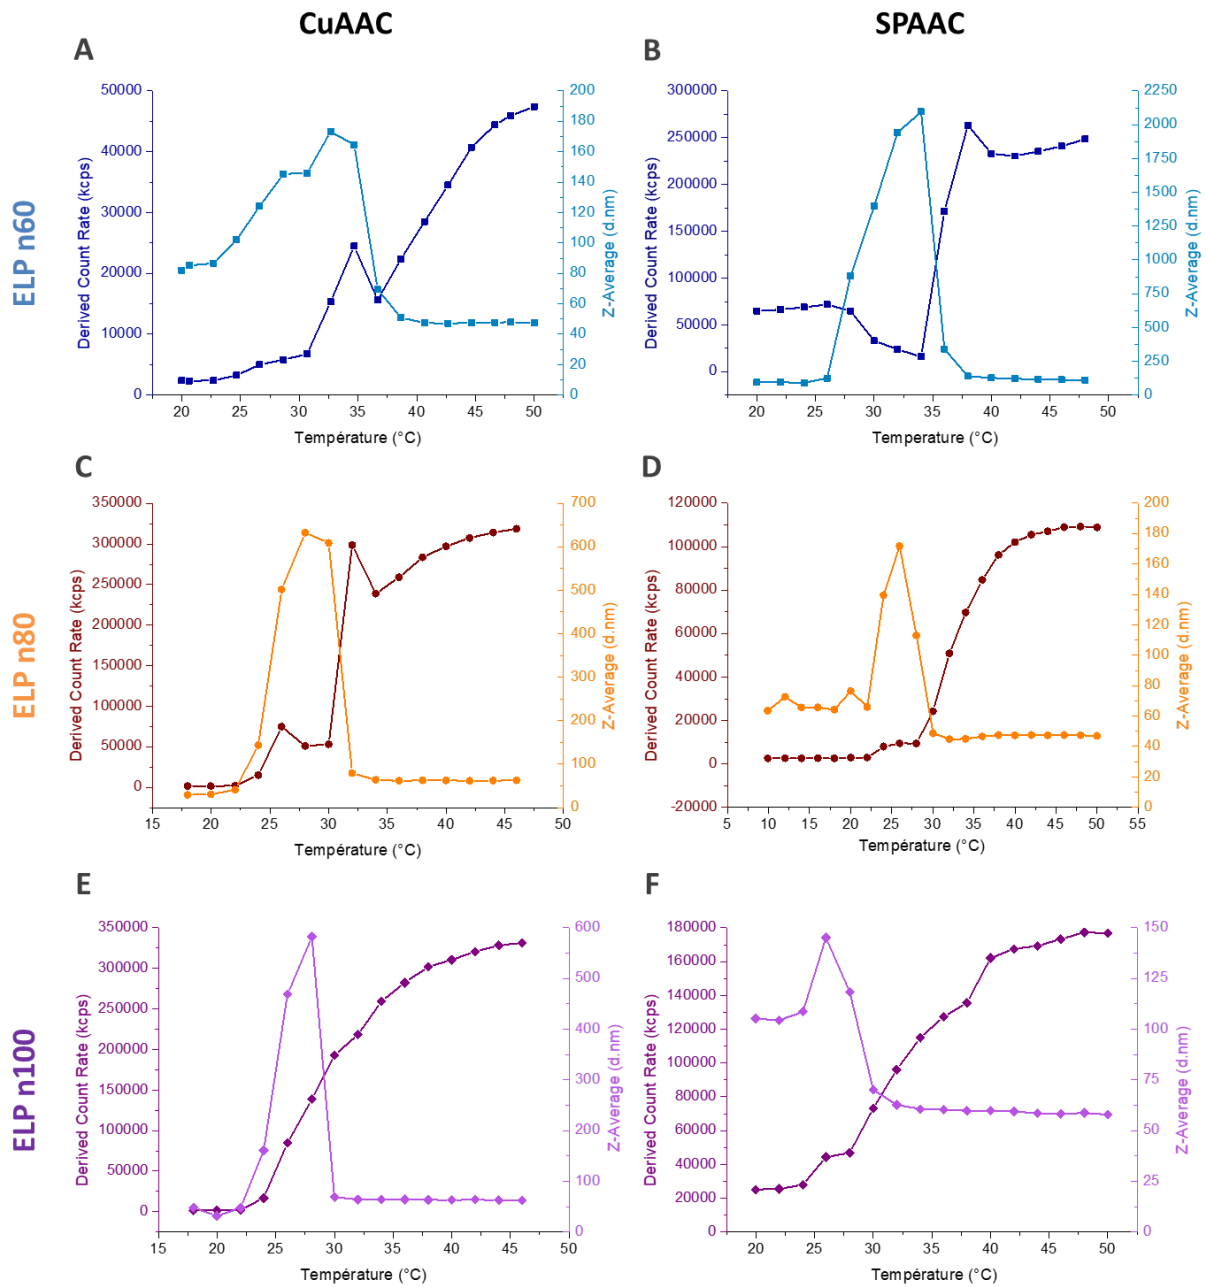 CuAAC
SPAAC
A
B
ELP n60
50000
40000
30000
20000
10000
0
Derived Count Rate (kcps)
200
180
160
140
120
100
80
60
40
20
0
Z-Average (d.nm)
20 25 30 35 40 45 50
Température (°C)
300000
250000
200000
150000
100000
50000
0
Derived Count Rate (kcps)
2250
2000
1750
1500
1250
1000
750
500
250
0
Z-Average (d.nm)
20 25 30 35 40 45 50
Temperature (°C)
C
D
ELP n80
350000
300000
250000
200000
150000
100000
50000
0
Derived Count Rate (kcps)
700
600
500
400
300
200
100
0
Z-Average (d.nm)
15 20 25 30 35 40 45 50
Température (°C)
120000
100000
80000
60000
40000
20000
0
-20000
Derived Count Rate (kcps)
200
180
160
140
120
100
80
60
40
20
0
Z-Average (d.nm)
5 10 15 20 25 30 35 40 45 50 55
Température (°C)
E
F
ELP n100
350000
300000
250000
200000
150000
100000
50000
0
Derived Count Rate (kcps)
600
500
400
300
200
100
0
Z-Average (d.nm)
15 20 25 30 35 40 45 50
Température (°C)
180000
160000
140000
120000
100000
80000
60000
40000
20000
0
Derived Count Rate (kcps)
150
125
100
75
50
25
0
Z-Average (d.nm)
20 25 30 35 40 45 50
Température (°C)